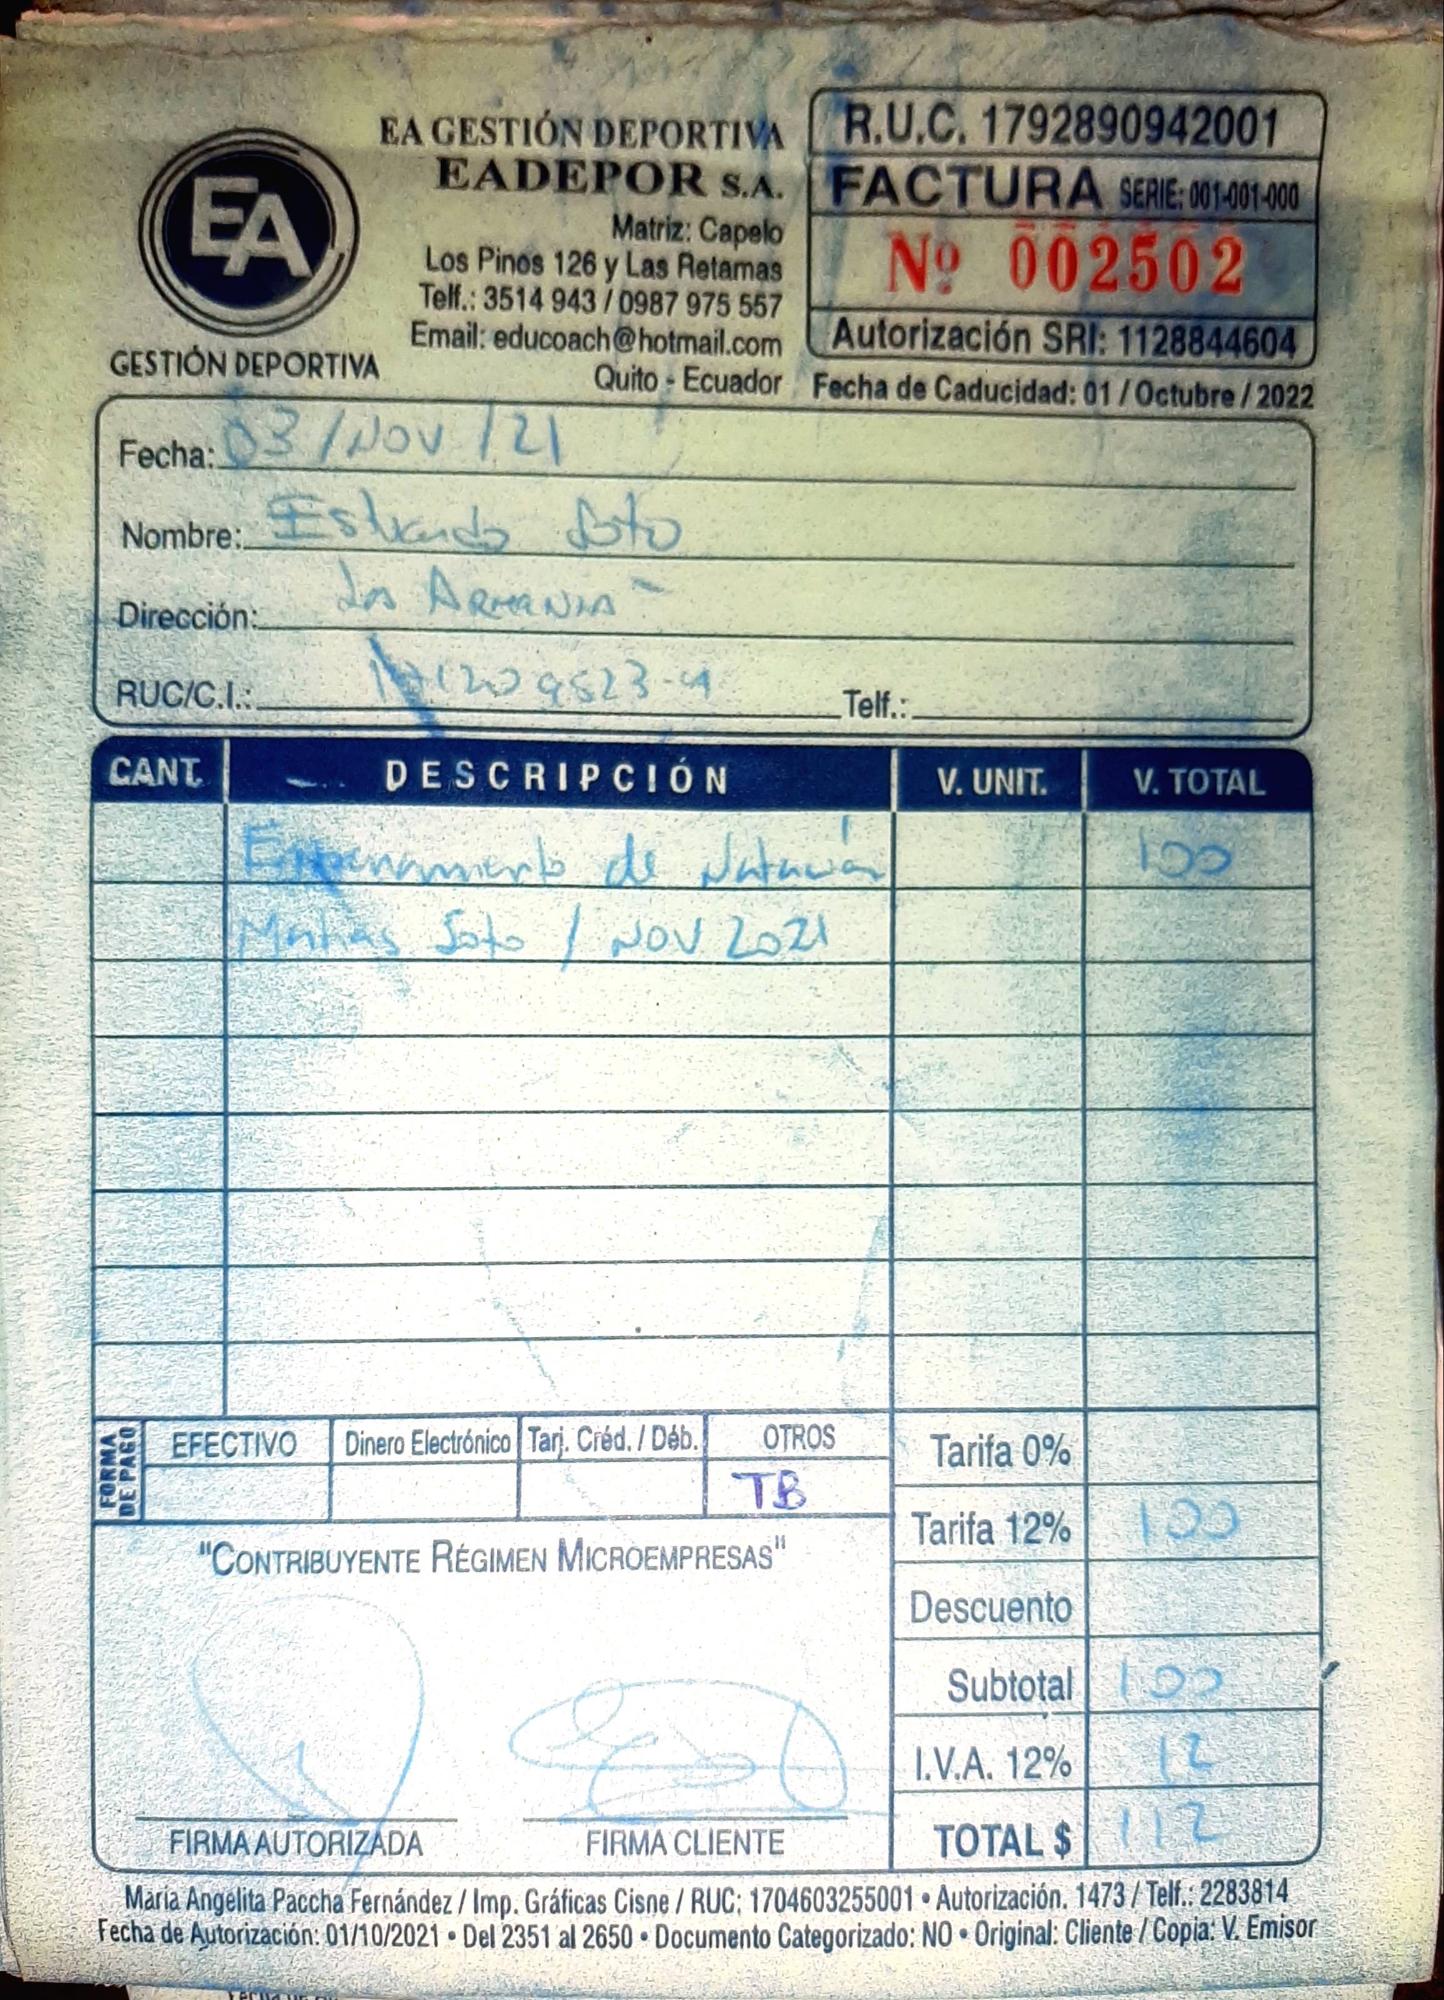 EA
GESTIÓN DEPORTIVA
EA GESTIÓN DEPORTIVA
EADEPOR S.A.
Matriz: Capelo
Los Pinos 126 y Las Retamas
Telf.: 3514 943 / 0987 975 557
Email: educoach@hotmail.com
Quito - Ecuador
R.U.C. 1792890942001
FACTURA SERIE: 001-001-000
Nº 002502
Autorización SRI: 1128844604
Fecha de Caducidad: 01 / Octubre / 2022
Fecha: 03 / NOV / 21
Nombre: Soto
Dirección: La Armenia
RUC/C.I.: Telf.:
CANT. DESCRIPCIÓN V. UNIT. V. TOTAL
Entrenamiento de Natación 100
Matias Soto / NOV 2021
FORMA DE PAGO
EFECTIVO Dinero Electrónico Tarj. Créd. / Déb. OTROS
TB
Tarifa 0%
Tarifa 12% 100
Descuento
Subtotal 100
I.V.A. 12% 12
TOTAL $ 112
"CONTRIBUYENTE RÉGIMEN MICROEMPRESAS"
FIRMA AUTORIZADA FIRMA CLIENTE
María Angelita Paccha Fernández / Imp. Gráficas Cisne / RUC: 1704603255001 • Autorización. 1473 / Telf.: 2283814
Fecha de Autorización: 01/10/2021 • Del 2351 al 2650 • Documento Categorizado: NO • Original: Cliente / Copia: V. Emisor